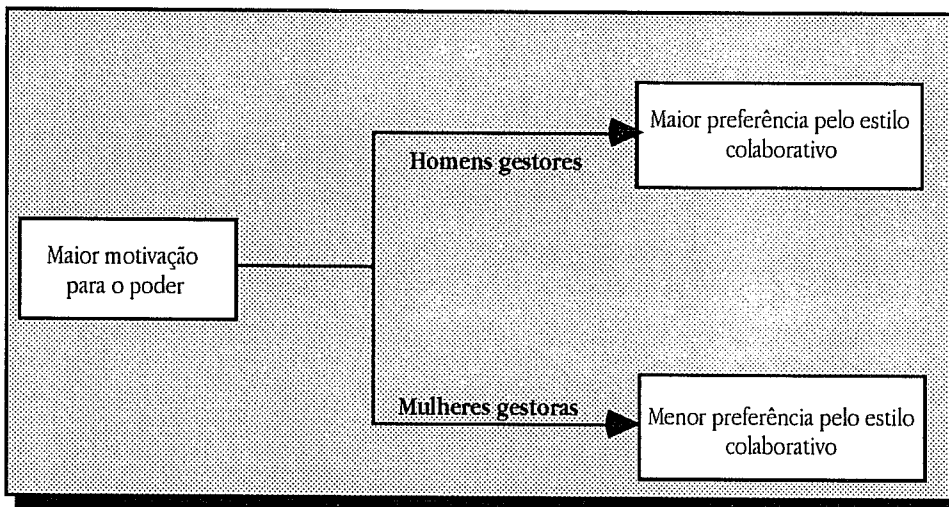 Maior preferência pelo estilo
colaborativo
Homens gestores
Maior motivação
para o poder
Mulheres gestoras
Menor preferência pelo estilo
colaborativo